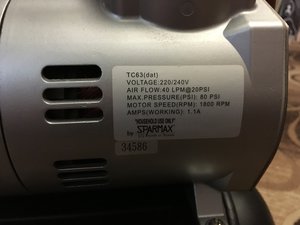 TC63(dat)
VOLTAGE:220/240V
AIR FLOW:40 LPM@20PSI
MAX.PRESSURE(PSI): 80 PSI
MOTOR SPEED(RPM): 1800 RPM
AMPS(WORKING): 1.1A
"HOUSEHOLD USE ONLY"
by SPARMAX
34586